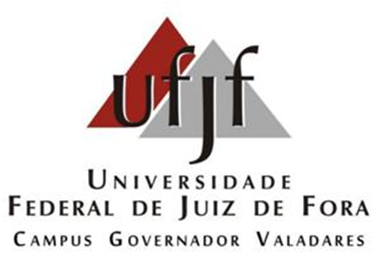 ufjf
UNIVERSIDADE
FEDERAL DE JUIZ DE FORA
CAMPUS GOVERNADOR VALADARES